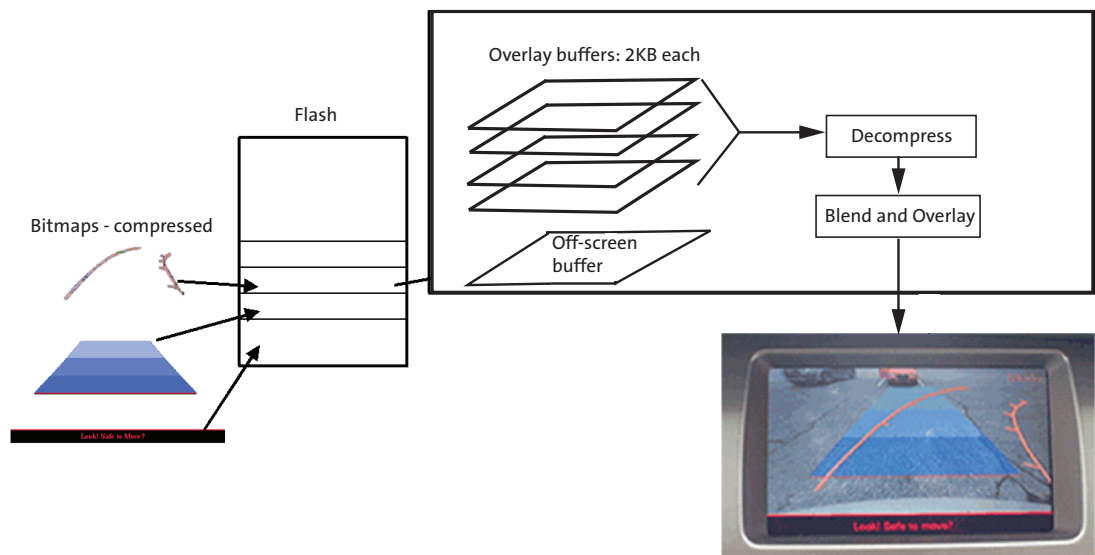 Overlay buffers: 2KB each
Flash
Decompress
Bitmaps - compressed
Blend and Overlay
Off-screen
buffer
Look! Safe to Move?
Look! Safe to move?